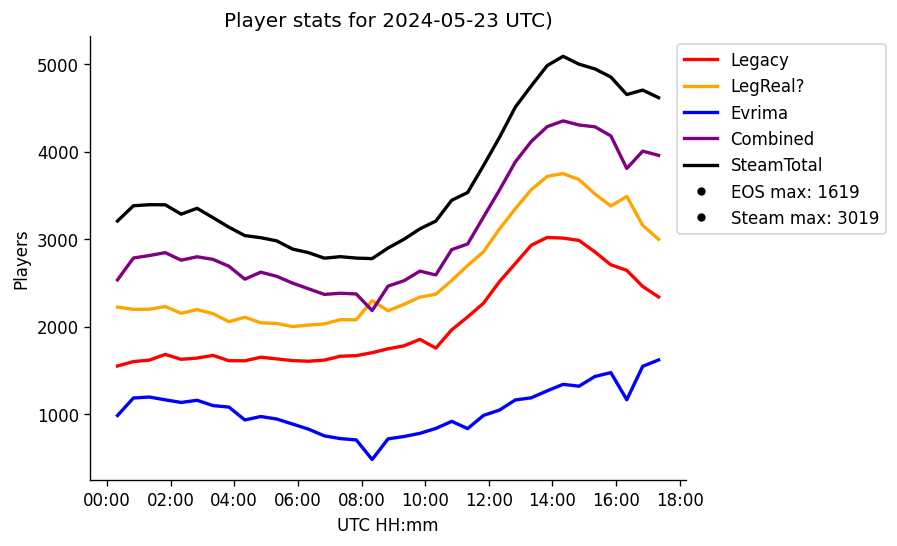 Player stats for 2024-05-23 UTC)
Players
5000
4000
3000
2000
1000
00:00 02:00 04:00 06:00 08:00 10:00 12:00 14:00 16:00 18:00
UTC HH:mm
Legacy
LegReal?
Evrima
Combined
SteamTotal
EOS max: 1619
Steam max: 3019